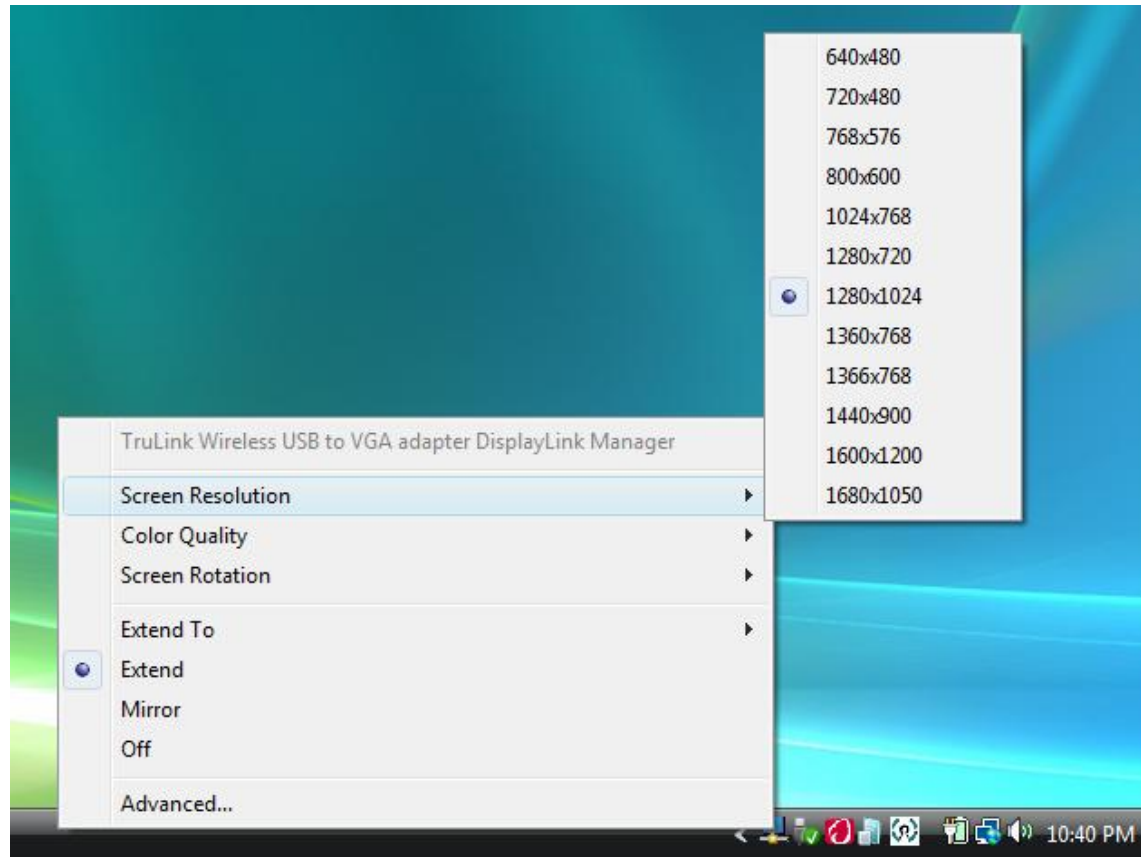 640x480
720x480
768x576
800x600
1024x768
1280x720
1280x1024
1360x768
1366x768
1440x900
1600x1200
1680x1050
TruLink Wireless USB to VGA adapter DisplayLink Manager
Screen Resolution
Color Quality
Screen Rotation
Extend To
Extend
Mirror
Off
Advanced...
10:40 PM